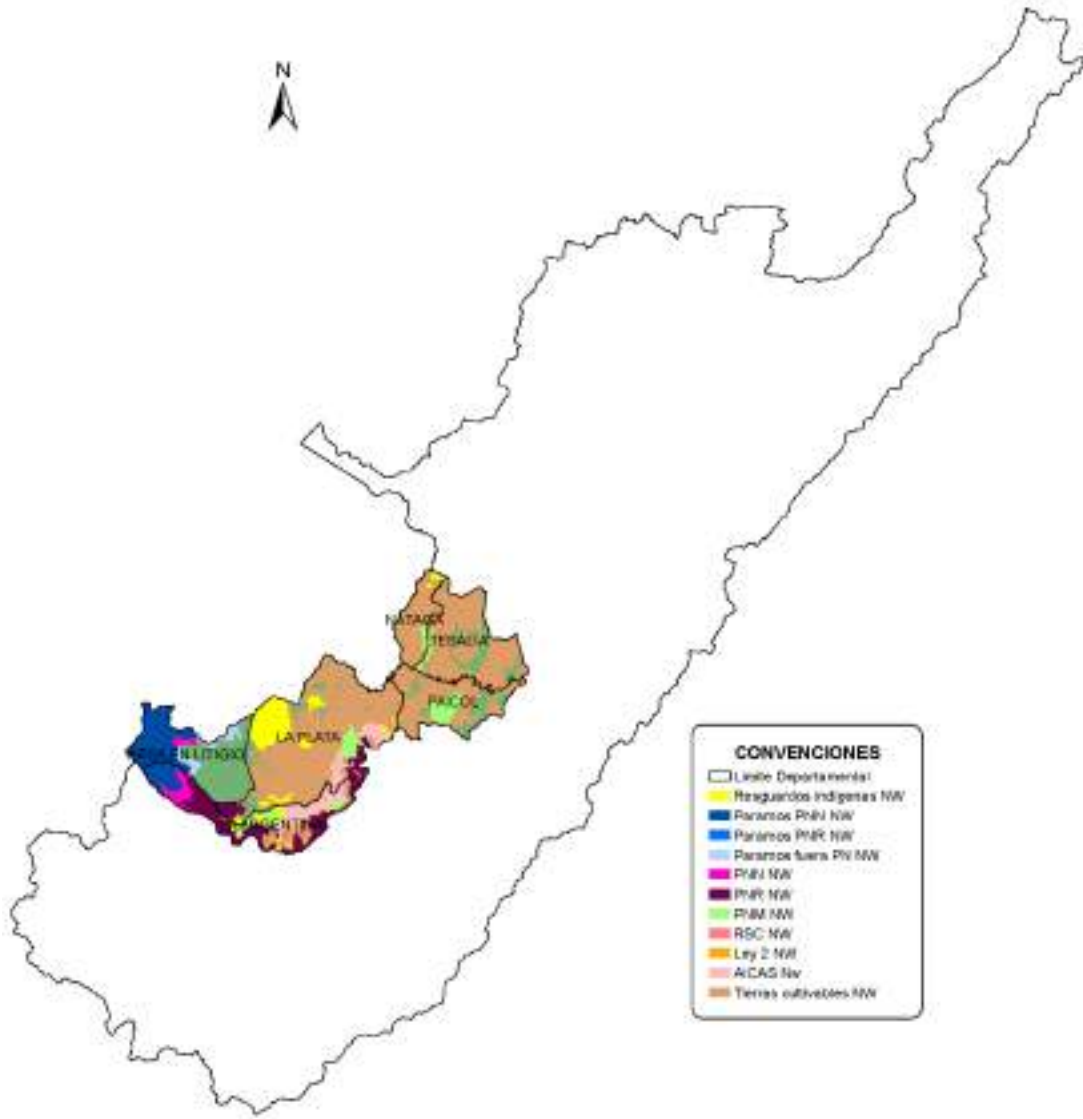 N
NATAGA
TESALIA
PAICOL
LA PLATA
EN LITIGIO
CONVENCIONES
Limite Departamental
Resguardos indigenas NW
Paramos PNN NW
Paramos PNR NW
Paramos fuera PN NW
PNN NW
PNR NW
PNM NW
RSC NW
Ley 2 NW
AICAS Nw
Tierras cultivables NW